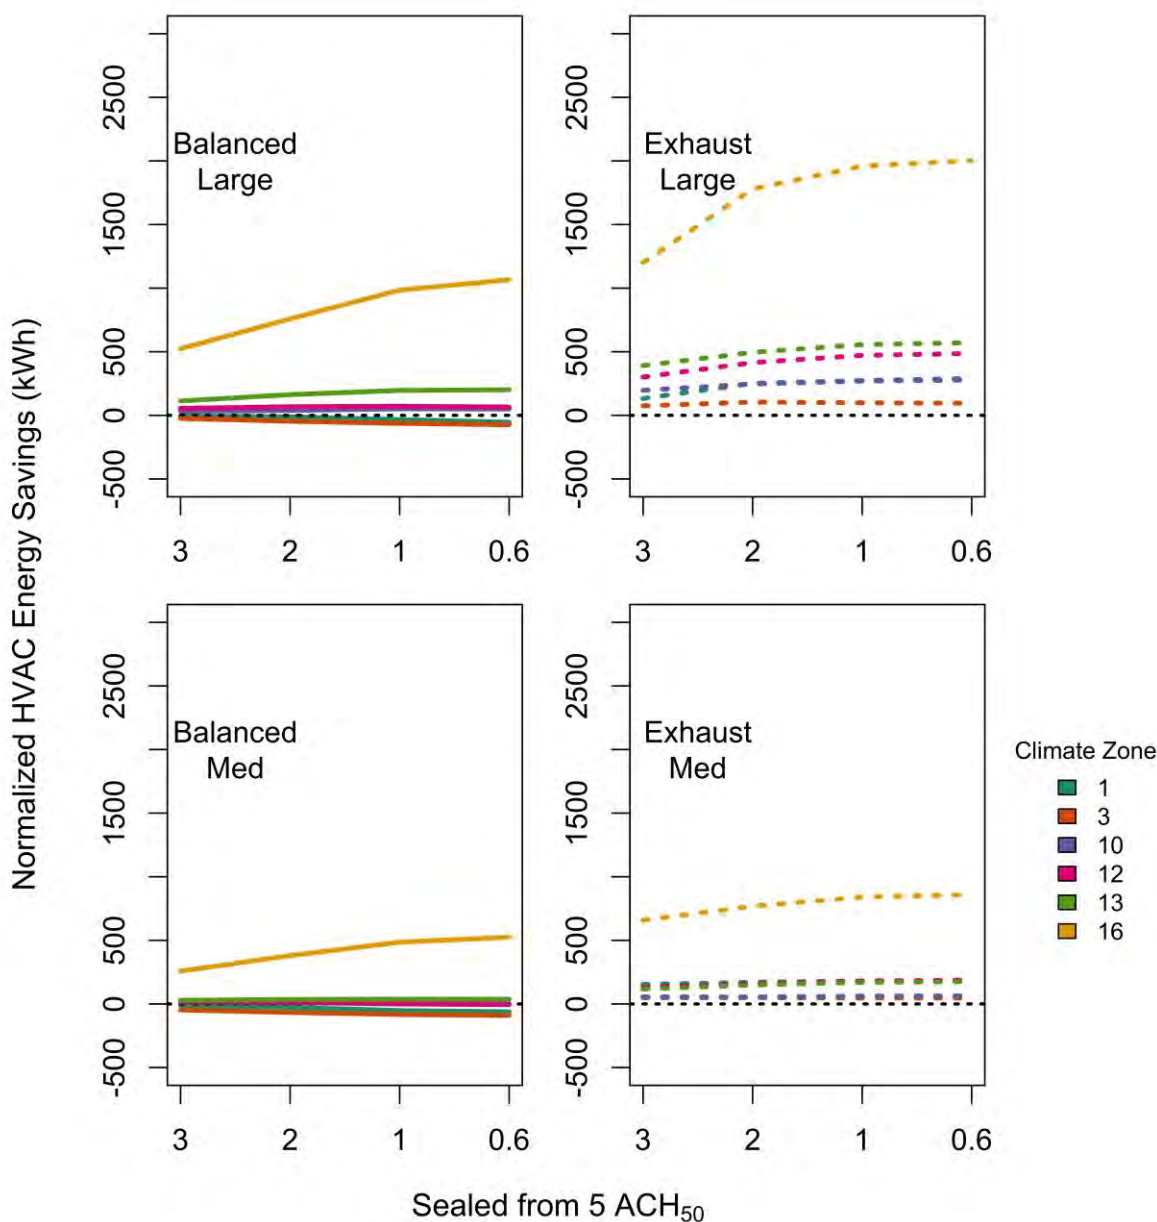 Normalized HVAC Energy Savings (kWh)
Balanced
Large
2500
1500
500
0
-500
3 2 1 0.6
Exhaust
Large
2500
1500
500
0
-500
3 2 1 0.6
Balanced
Med
2500
1500
500
0
-500
3 2 1 0.6
Exhaust
Med
2500
1500
500
0
-500
3 2 1 0.6
Climate Zone
1
3
10
12
13
16
Sealed from 5 ACH₅₀